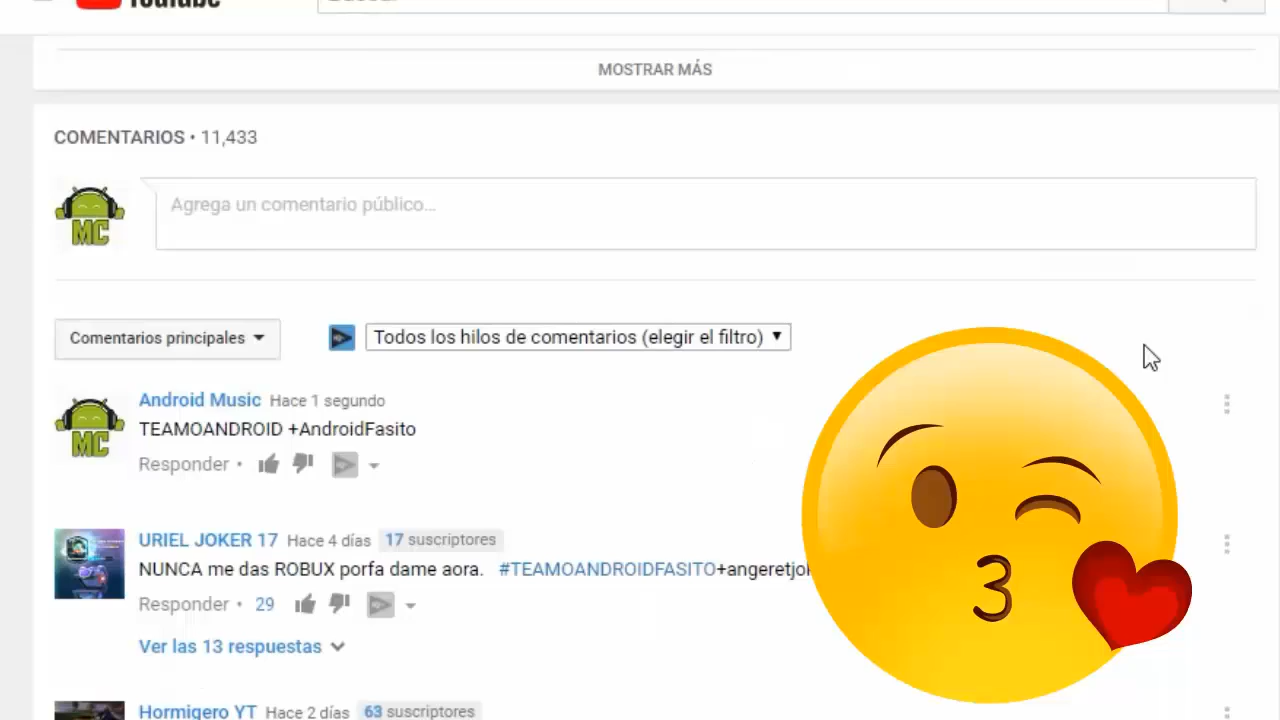 YouTube
MOSTRAR MÁS
COMENTARIOS • 11,433
Agrega un comentario público...
Comentarios principales
Todos los hilos de comentarios (elegir el filtro)
Android Music Hace 1 segundo
TEAMOANDROID +AndroidFasito
Responder •
MC
MC
URIEL JOKER 17 Hace 4 días 17 suscriptores
NUNCA me das ROBUX porfa dame aora. #TEAMOANDROIDFASITO
Responder • 29
Ver las 13 respuestas
Hormigero YT Hace 2 días 63 suscriptores